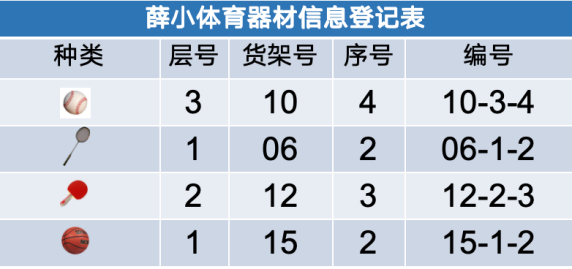 薛小体育器材信息登记表
种类 层号 货架号 序号 编号
3 10 4 10-3-4
1 06 2 06-1-2
2 12 3 12-2-3
1 15 2 15-1-2